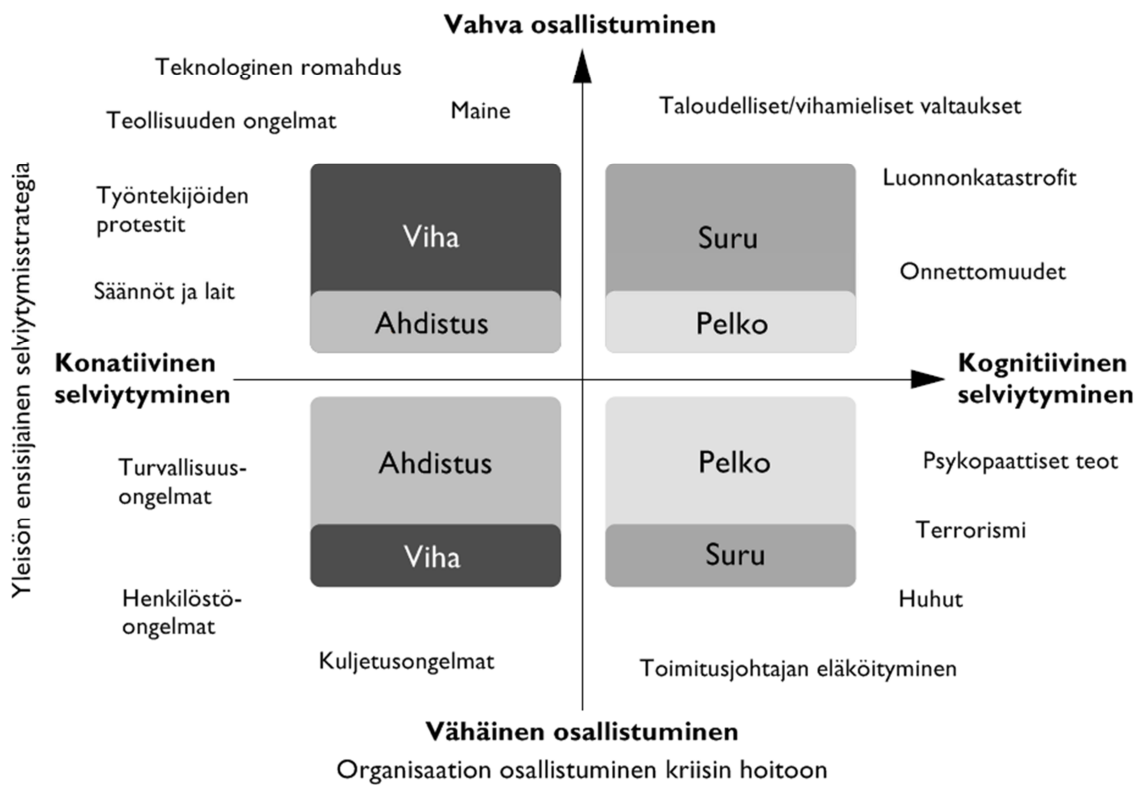 Vahva osallistuminen
Teknologinen romahdus
Maine
Taloudelliset/vihamieliset valtaukset
Teollisuuden ongelmat
Työntekijöiden
protestit
Säännöt ja lait
Viha
Ahdistus
Suru
Pelko
Luonnonkatastrofit
Onnettomuudet
Yleisön ensisijainen selviytymisstrategia
Konatiivinen
selviytyminen
Kognitiivinen
selviytyminen
Turvallisuus-
ongelmat
Henkilöstö-
ongelmat
Ahdistus
Viha
Pelko
Suru
Psykopaattiset teot
Terrorismi
Huhut
Kuljetusongelmat
Toimitusjohtajan eläköityminen
Vähäinen osallistuminen
Organisaation osallistuminen kriisin hoitoon